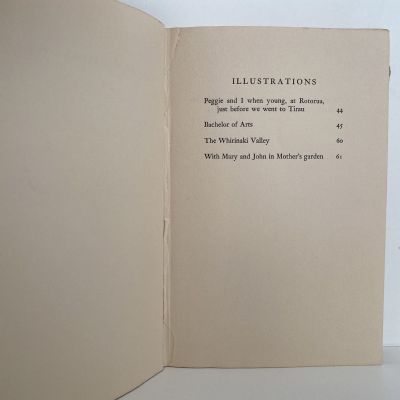 ILLUSTRATIONS
Peggie and I when young, at Rotorua,
just before we went to Tirau 44
Bachelor of Arts 45
The Whirinaki Valley 60
With Mary and John in Mother's garden 61